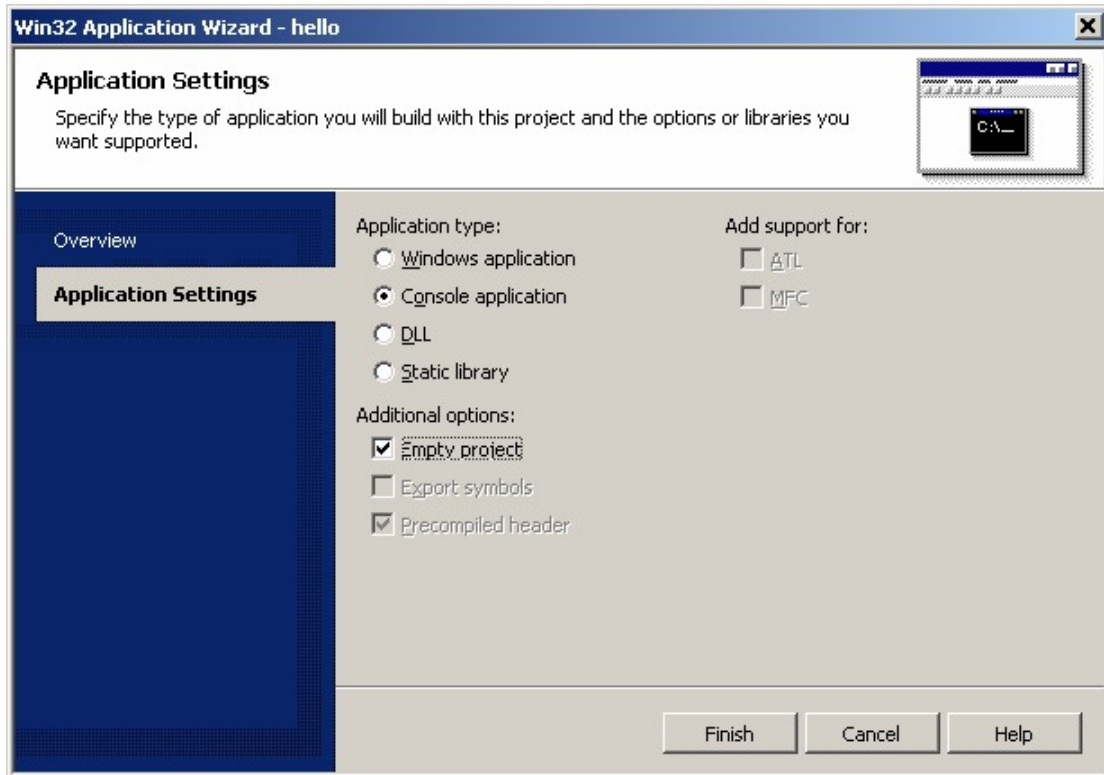 Win32 Application Wizard - hello
Application Settings
Specify the type of application you will build with this project and the options or libraries you
want supported.
C:\_
Overview
Application Settings
Application type:
Windows application
Console application
DLL
Static library
Additional options:
Empty project
Export symbols
Precompiled header
Add support for:
ATL
MFC
Finish
Cancel
Help